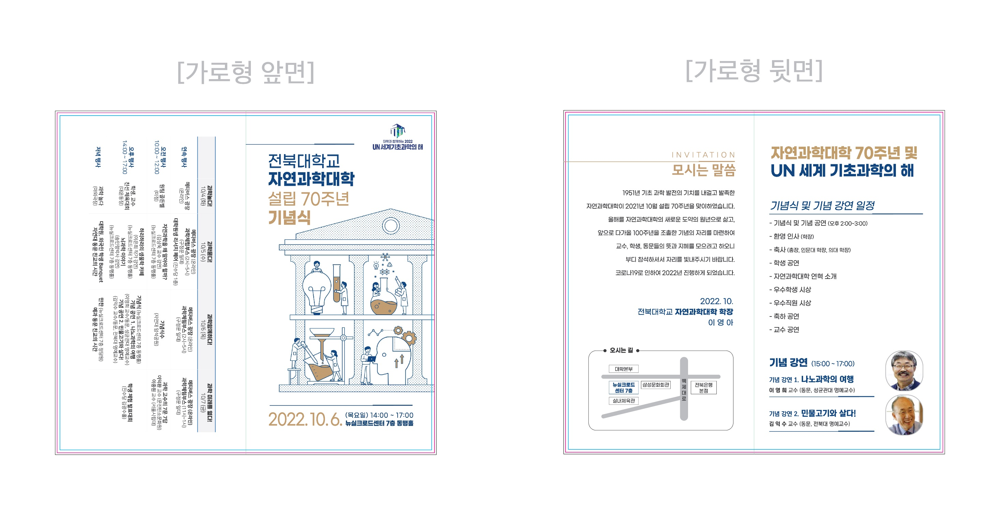 [가로형 앞면]
연속 행사
오전 행사
10:00 ~ 12:00
오후 행사
14:00 ~ 17:00
저녁 행사
과학놀다!
10/4 (화)
메타버스 광장
(온라인)
원팀 골든벨
(미정)
학생, 교수
친선 체육대회
(대운동장)
과학 놀다
(야외극장)
과학묻다!
10/5 (수)
메타버스 광장 (온라인)
과학체험부스 (2시~5시)
(구정문 일대)
대학원생 리서치 페어 (진수당 1층)
자연과학을 왜 알아야 할까?
(김상욱 교수 강연)
(뉴실크로드센터 7층 동행홀)
하리하라의 생물학 카페
(이은희 작가 강연)
(뉴실크로드센터 7층 동행홀)
뇌과학 이야기
(송민령박사 강연)
(뉴실크로드센터 7층 동행홀)
대학원, 외국인 학생 Banquet
자연대 동문 친교의 시간
과학함께하다!
10/6 (목)
메타버스 광장 (온라인)
과학체험부스 (2시~5시)
(구정문 일대)
기념식수
(자연대 암석공원)
기념식 (뉴실크로드센터 7층 동행홀)
기념 공연 1. 나노과학의 여행
(이영희 교수/동문, 성균관대 명예교수)
기념 공연 2. 민물고기와 살다!
(김익수 교수/동문, 전북대 명예교수)
만찬 (뉴실크로드센터 7층 정담원)
예과 동문 친교의 시간
과학 미래를 열다!
10/7 (금)
메타버스 광장 (온라인)
과학체험부스 (11시~1시)
(구정문 일대)
과학 고수의 7문 7답
이덕환 교수 (문진탄소문화원)
이중원 교수 (서울시립대)
학생 체험 발표대회
(진수당 김광수홀)
대학과 함께하는 2022
UN 세계기초과학의 해
전북대학교
자연과학대학
설립 70주년
기념식
2022. 10. 6. (목요일) 14:00 ~ 17:00
뉴실크로드센터 7층 동행홀
[가로형 뒷면]
INVITATION
모시는 말씀
1951년 기초 과학 발전의 기치를 내걸고 발족한
자연과학대학이 2021년 10월 설립 70주년을 맞이하였습니다.
올해를 자연과학대학의 새로운 도약의 원년으로 삶고,
앞으로 다가올 100주년을 조촐한 기념의 자리를 마련하여
교수, 학생, 동문들의 뜻과 지혜를 모으려고 하오니
부디 참석하셔서 자리를 빛내주시기 바랍니다.
코로나19로 인하여 2022년 진행하게 되었습니다.
2022. 10.
전북대학교 자연과학대학 학장
이 영 아
오시는 길
대학본부
뉴실크로드
센터 7층
삼성문화회관
실내체육관
백제대로
전북은행
본점
자연과학대학 70주년 및
UN 세계 기초과학의 해
기념식 및 기념 강연 일정
- 기념식 및 기념 공연 (오후 2:00~3:00)
- 환영 인사 (학장)
- 축사 (총장, 인문대 학장, 의대 학장)
- 학생 공연
- 자연과학대학 연혁 소개
- 우수학생 시상
- 우수직원 시상
- 축하 공연
- 교수 공연
기념 강연 (15:00 ~ 17:00)
기념 강연 1. 나노과학의 여행
이 영 희 교수 (동문, 성균관대 명예교수)
기념 강연 2. 민물고기와 살다!
김 익 수 교수 (동문, 전북대 명예교수)